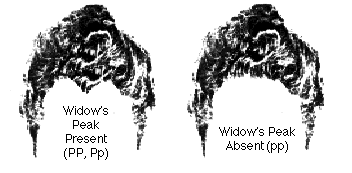 Widow's
Peak
Present
(PP, Pp)
Widow's Peak
Absent (pp)